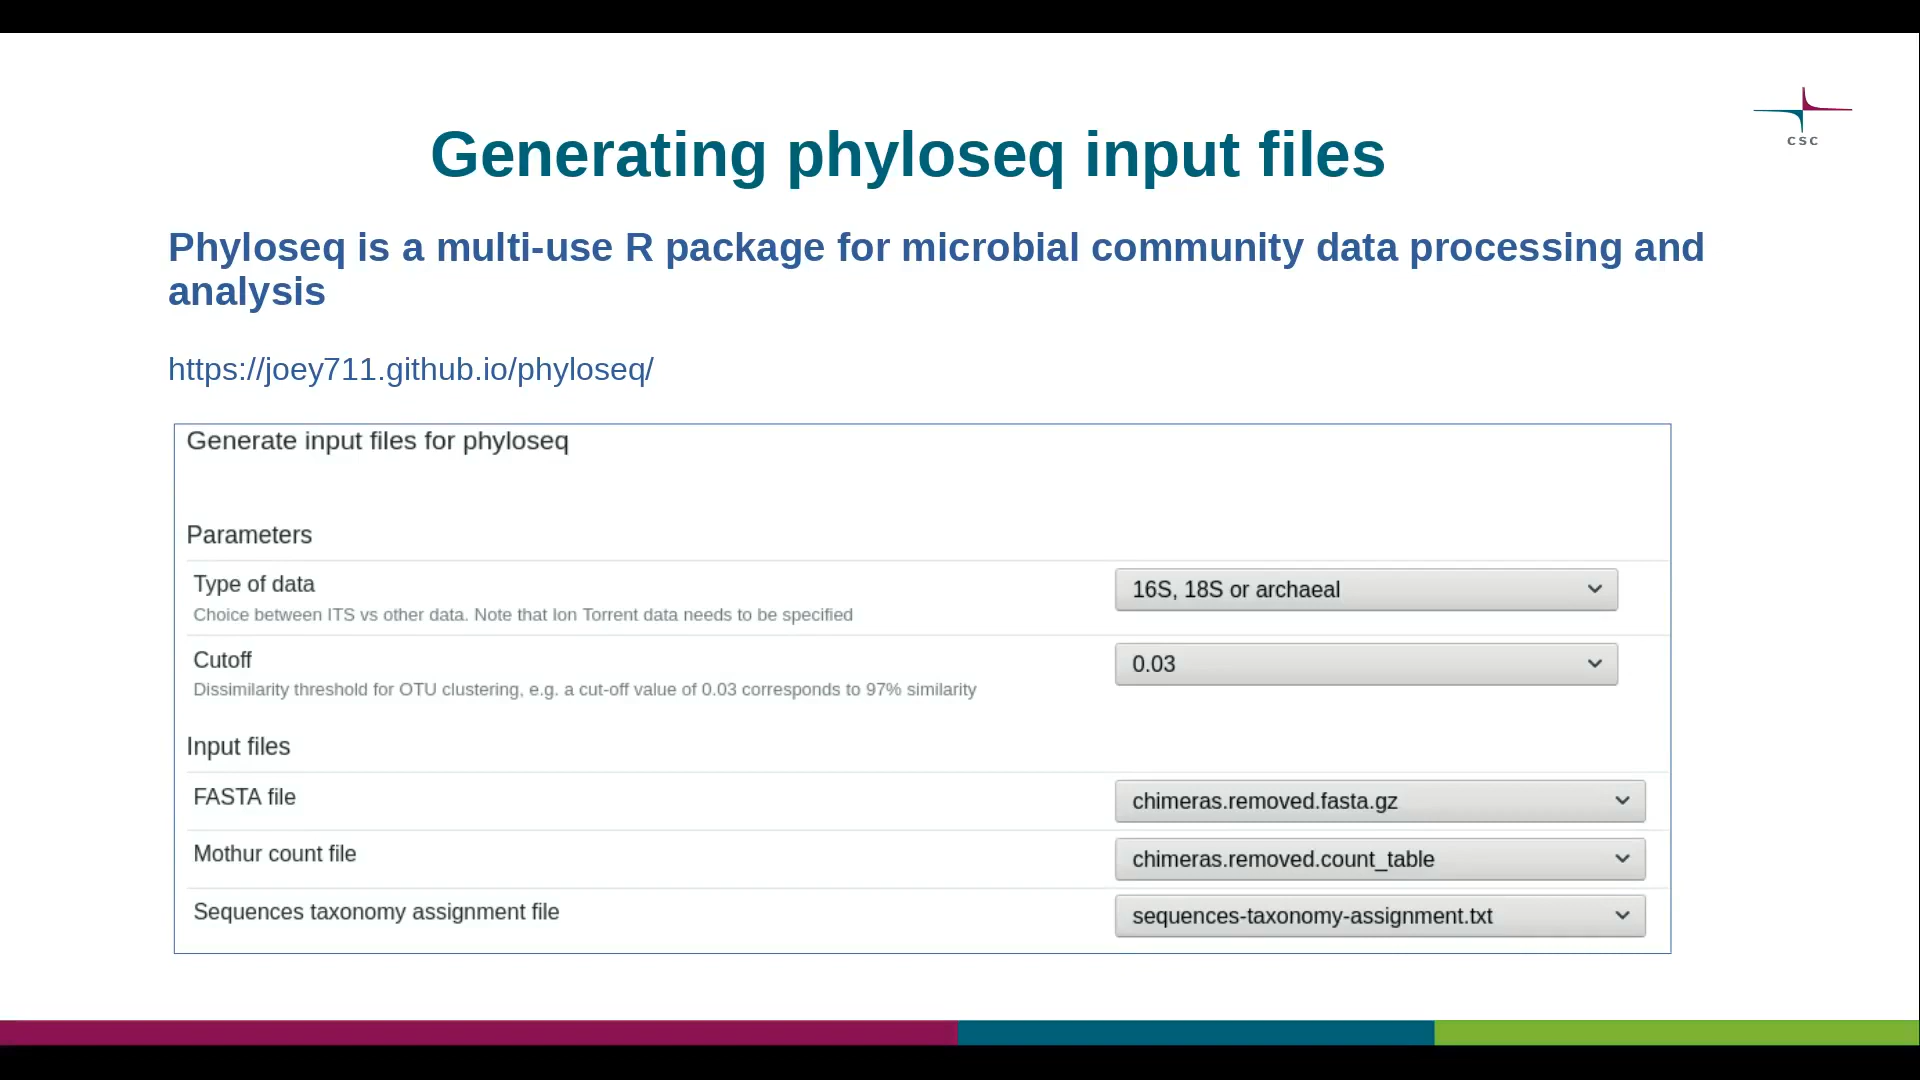 CSC
Generating phyloseq input files
Phyloseq is a multi-use R package for microbial community data processing and
analysis
https://joey711.github.io/phyloseq/
Generate input files for phyloseq
Parameters
Type of data
16S, 18S or archaeal
Choice between ITS vs other data. Note that Ion Torrent data needs to be specified
Cutoff
0.03
Dissimilarity threshold for OTU clustering, e.g. a cut-off value of 0.03 corresponds to 97% similarity
Input files
FASTA file
chimeras.removed.fasta.gz
Mothur count file
chimeras.removed.count_table
Sequences taxonomy assignment file
sequences-taxonomy-assignment.txt